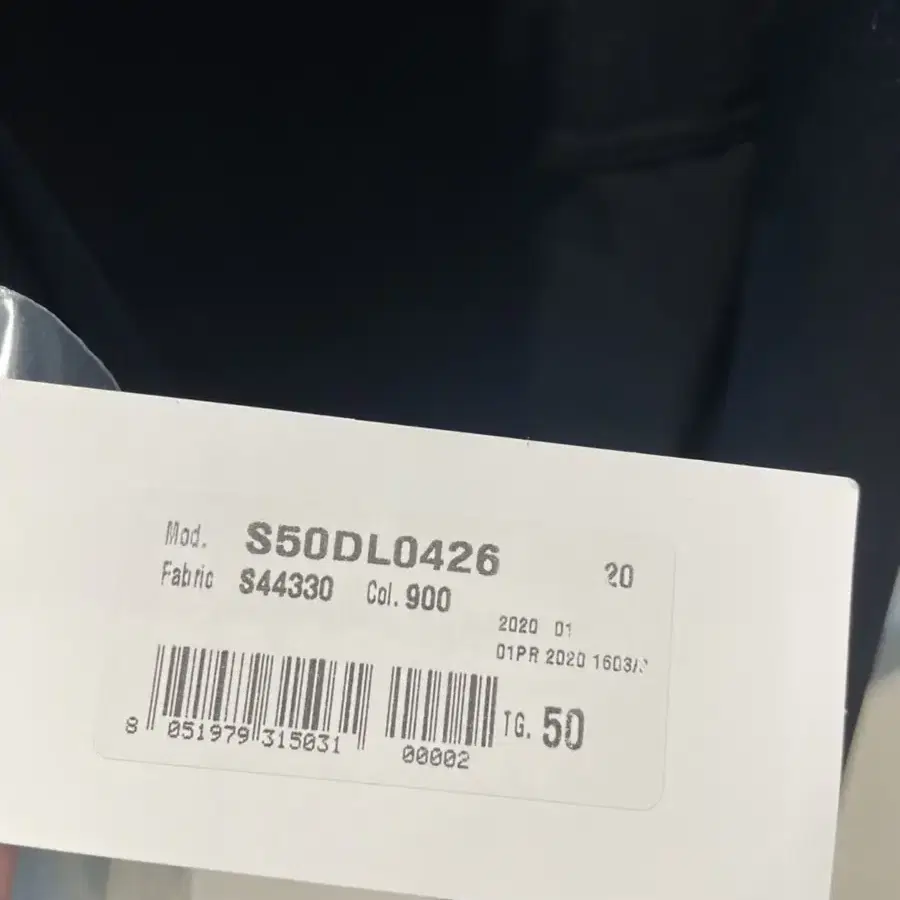 Mod. S50DL0426 20
Fabric S44330 Col. 900
2020 01
01PR 2020 1603/
8 051979 315031
00002
TG. 50